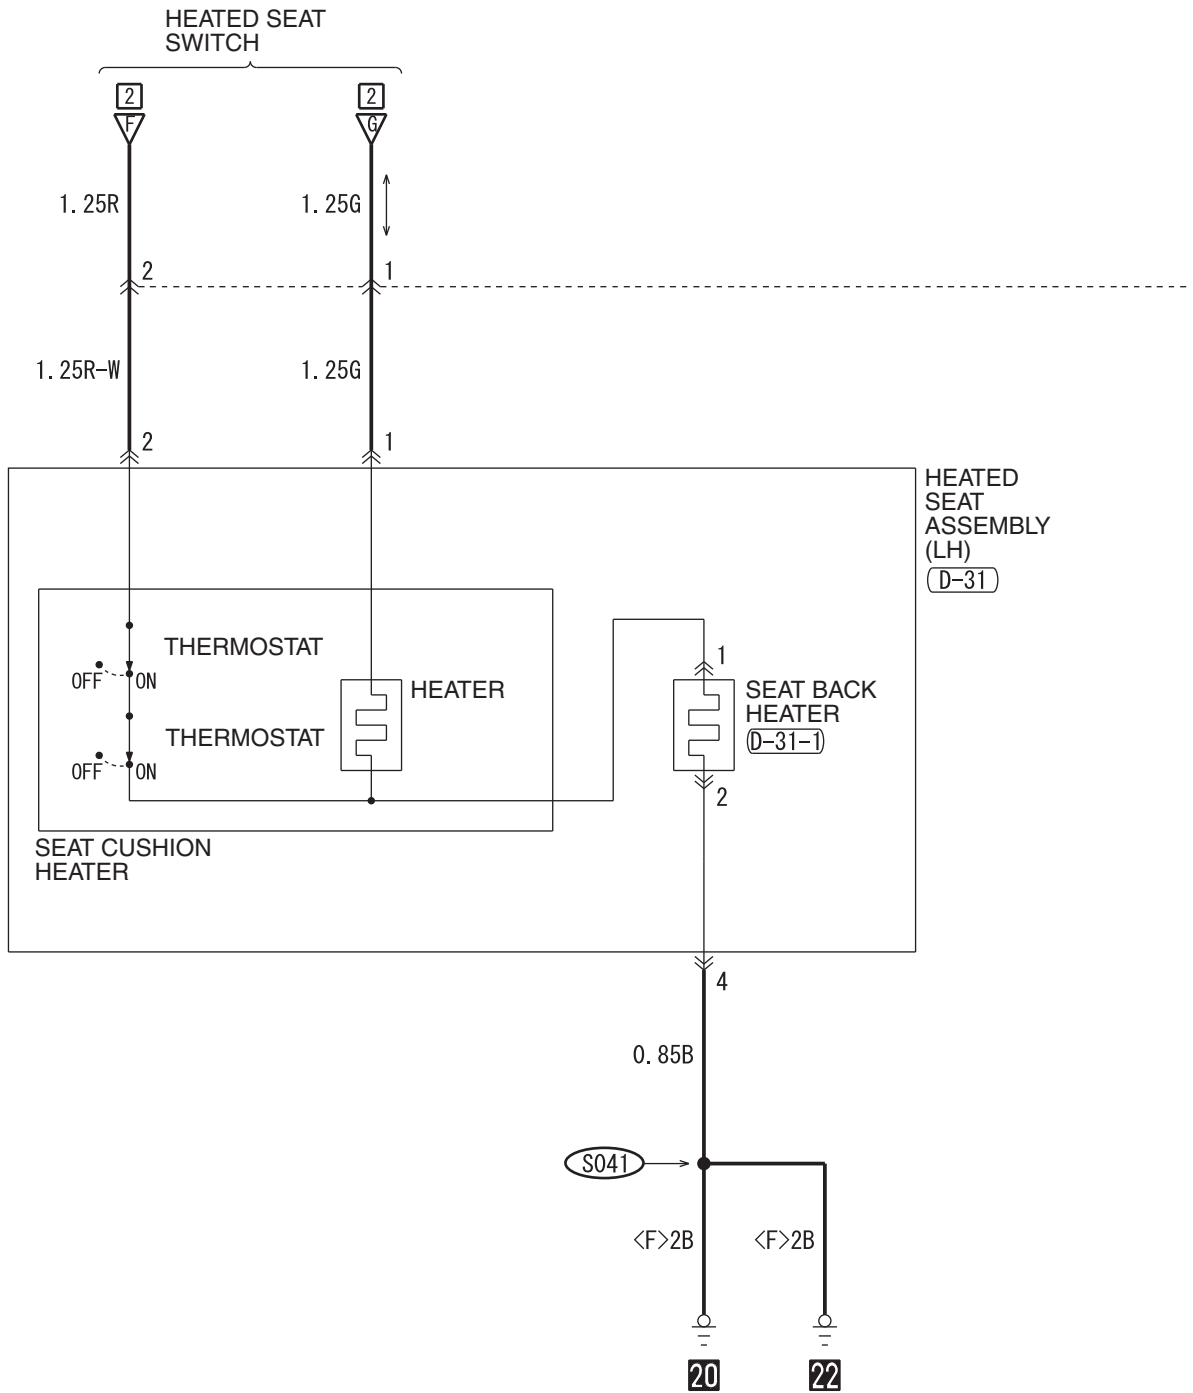 HEATED SEAT
SWITCH
2
2
F
G
1.25R
1.25G
2
1
1.25R-W
1.25G
2
1
HEATED
SEAT
ASSEMBLY
(LH)
D-31
THERMOSTAT
OFF
ON
HEATER
1
SEAT BACK
HEATER
D-31-1
THERMOSTAT
OFF
ON
2
SEAT CUSHION
HEATER
4
0.85B
S041
<F>2B
<F>2B
20
22